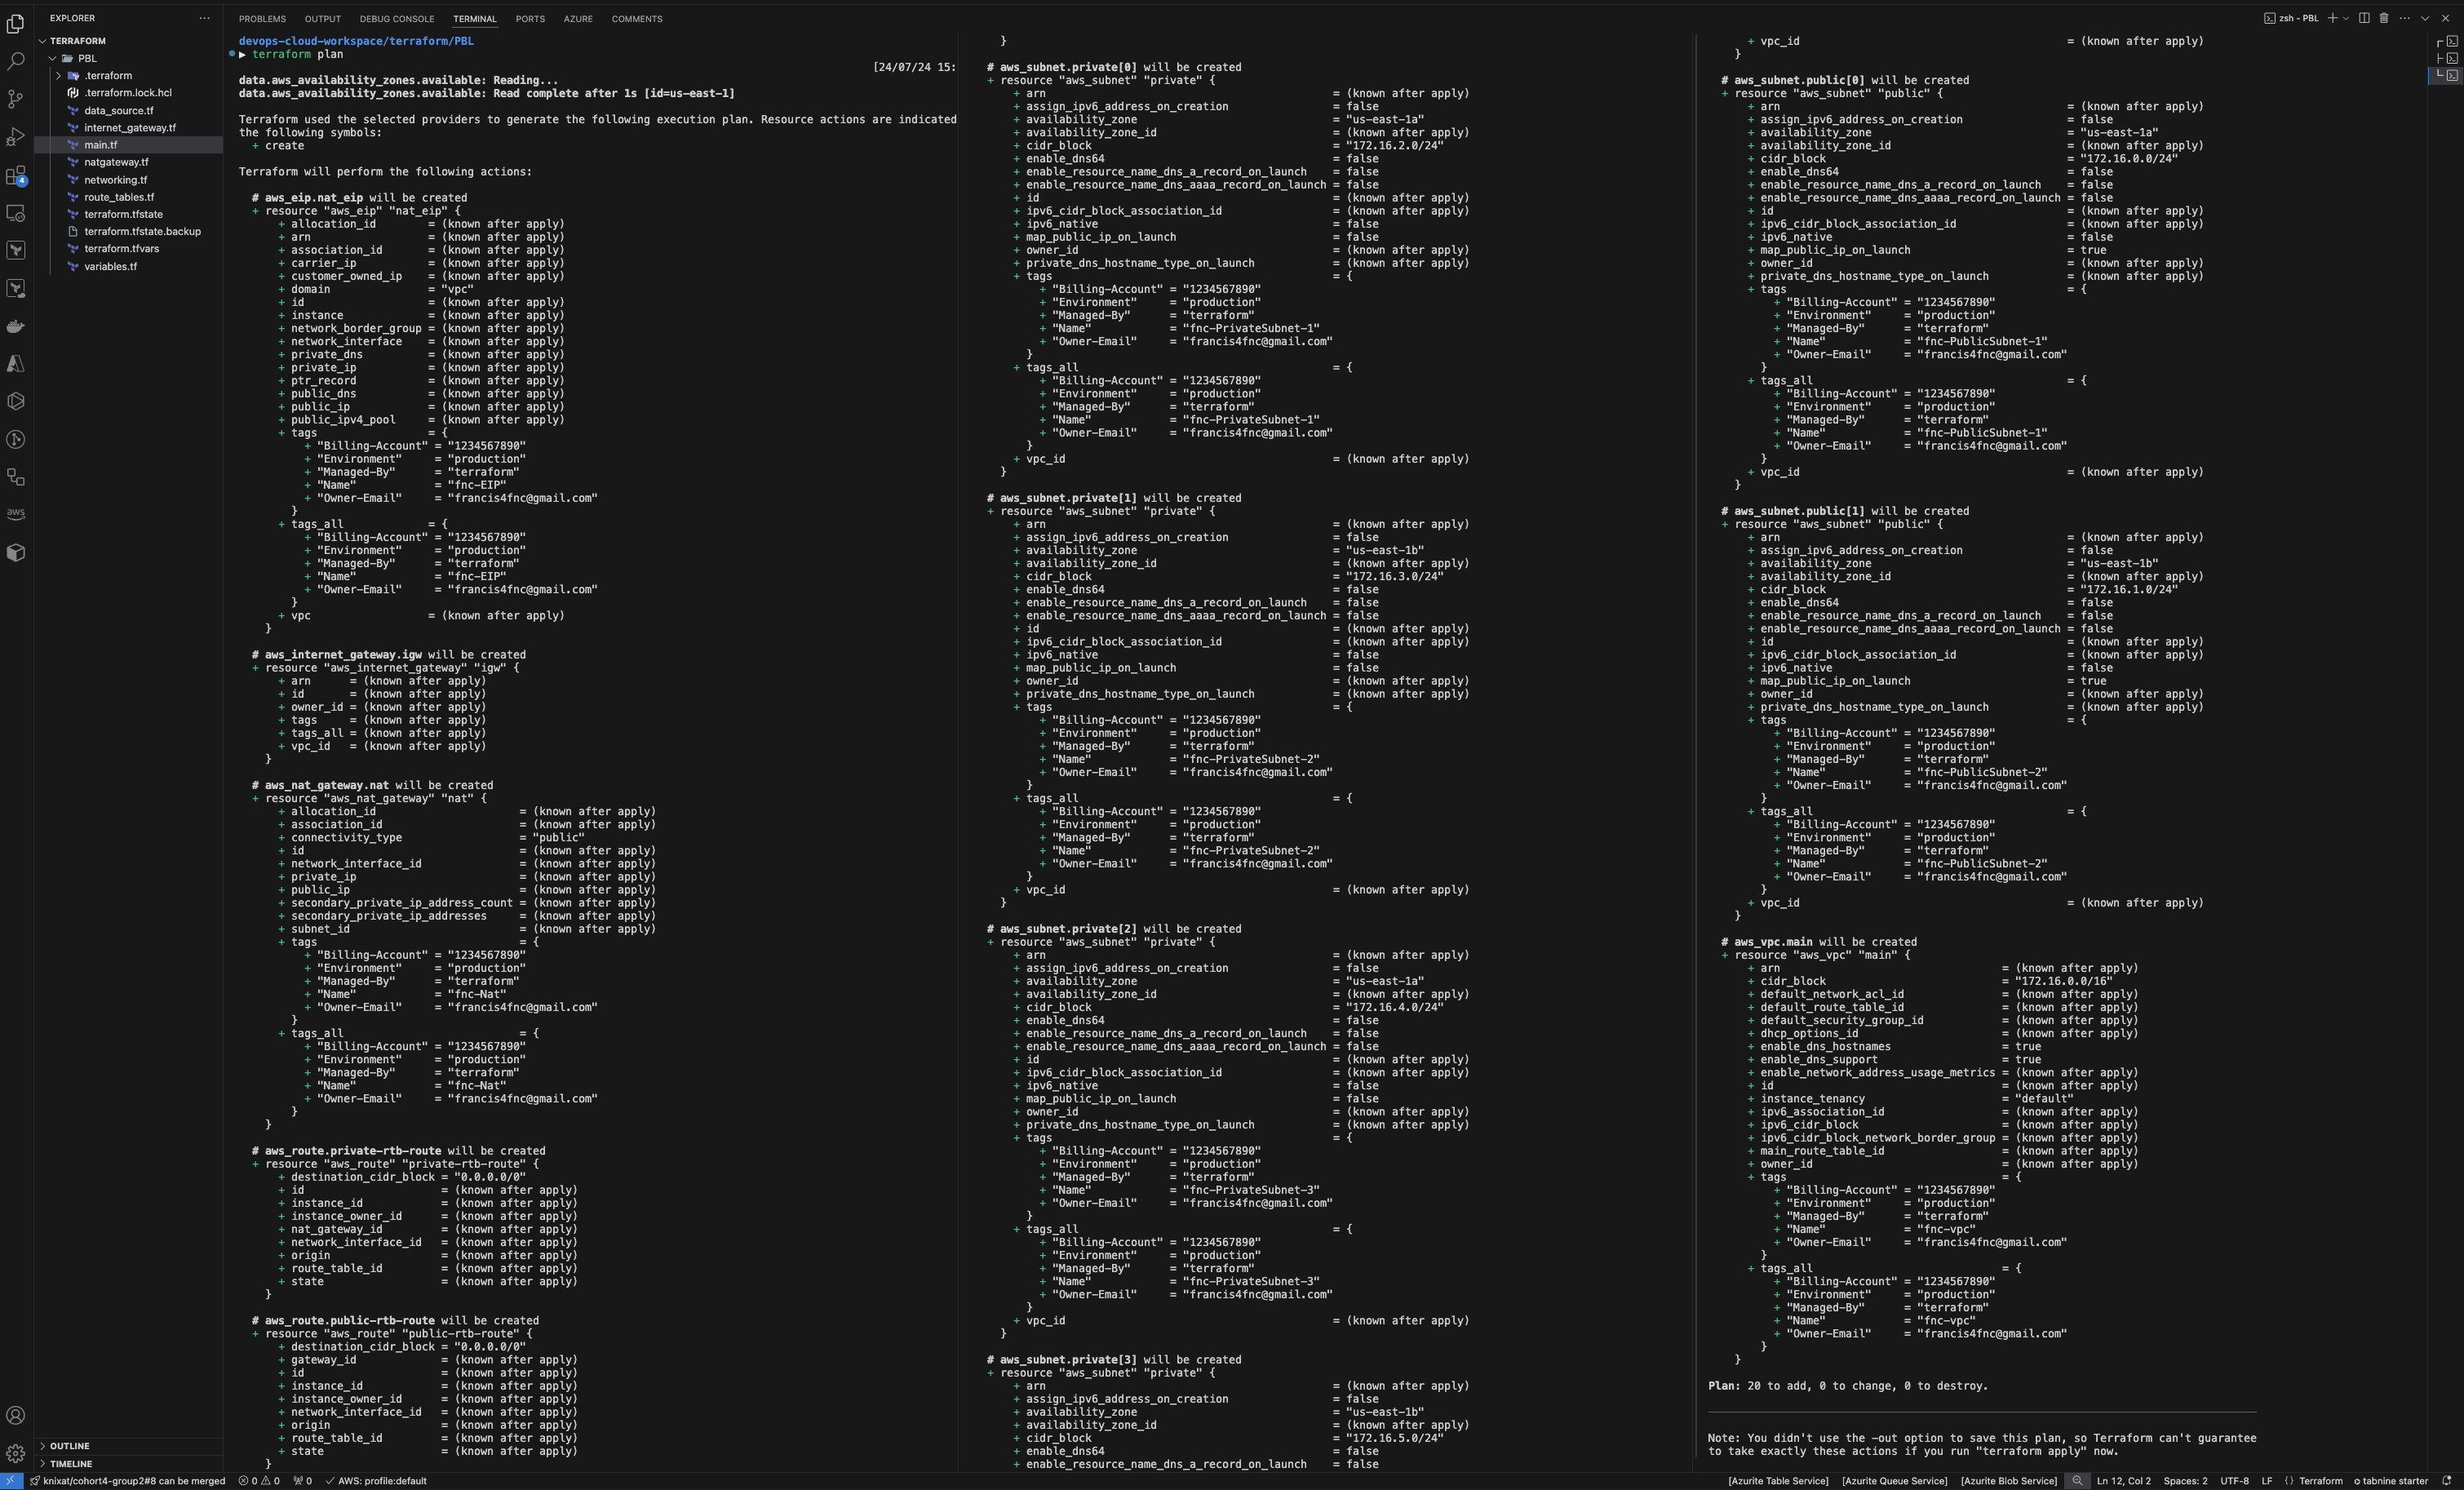 EXPLORER
TERRAFORM
PBL
.terraform
.terraform.lock.hcl
data_source.tf
internet_gateway.tf
main.tf
natgateway.tf
networking.tf
route_tables.tf
terraform.tfstate
terraform.tfstate.backup
terraform.tfvars
variables.tf
OUTLINE
TIMELINE
4
aws
PROBLEMS OUTPUT DEBUG CONSOLE TERMINAL PORTS AZURE COMMENTS
zsh - PBL
devops-cloud-workspace/terraform/PBL
terraform plan
[24/07/24 15:
data.aws_availability_zones.available: Reading...
data.aws_availability_zones.available: Read complete after 1s [id=us-east-1]
Terraform used the selected providers to generate the following execution plan. Resource actions are indicated
the following symbols:
+ create
Terraform will perform the following actions:
# aws_eip.nat_eip will be created
+ resource "aws_eip" "nat_eip" {
+ allocation_id = (known after apply)
+ arn = (known after apply)
+ association_id = (known after apply)
+ carrier_ip = (known after apply)
+ customer_owned_ip = (known after apply)
+ domain = "vpc"
+ id = (known after apply)
+ instance = (known after apply)
+ network_border_group = (known after apply)
+ network_interface = (known after apply)
+ private_dns = (known after apply)
+ private_ip = (known after apply)
+ ptr_record = (known after apply)
+ public_dns = (known after apply)
+ public_ip = (known after apply)
+ public_ipv4_pool = (known after apply)
+ tags = {
+ "Billing-Account" = "1234567890"
+ "Environment" = "production"
+ "Managed-By" = "terraform"
+ "Name" = "fnc-EIP"
+ "Owner-Email" = "francis4fnc@gmail.com"
}
+ tags_all = {
+ "Billing-Account" = "1234567890"
+ "Environment" = "production"
+ "Managed-By" = "terraform"
+ "Name" = "fnc-EIP"
+ "Owner-Email" = "francis4fnc@gmail.com"
}
+ vpc = (known after apply)
}
# aws_internet_gateway.igw will be created
+ resource "aws_internet_gateway" "igw" {
+ arn = (known after apply)
+ id = (known after apply)
+ owner_id = (known after apply)
+ tags = (known after apply)
+ tags_all = (known after apply)
+ vpc_id = (known after apply)
}
# aws_nat_gateway.nat will be created
+ resource "aws_nat_gateway" "nat" {
+ allocation_id = (known after apply)
+ association_id = (known after apply)
+ connectivity_type = "public"
+ id = (known after apply)
+ network_interface_id = (known after apply)
+ private_ip = (known after apply)
+ public_ip = (known after apply)
+ secondary_private_ip_address_count = (known after apply)
+ secondary_private_ip_addresses = (known after apply)
+ subnet_id = (known after apply)
+ tags = {
+ "Billing-Account" = "1234567890"
+ "Environment" = "production"
+ "Managed-By" = "terraform"
+ "Name" = "fnc-Nat"
+ "Owner-Email" = "francis4fnc@gmail.com"
}
+ tags_all = {
+ "Billing-Account" = "1234567890"
+ "Environment" = "production"
+ "Managed-By" = "terraform"
+ "Name" = "fnc-Nat"
+ "Owner-Email" = "francis4fnc@gmail.com"
}
}
# aws_route.private-rtb-route will be created
+ resource "aws_route" "private-rtb-route" {
+ destination_cidr_block = "0.0.0.0/0"
+ id = (known after apply)
+ instance_id = (known after apply)
+ instance_owner_id = (known after apply)
+ nat_gateway_id = (known after apply)
+ network_interface_id = (known after apply)
+ origin = (known after apply)
+ route_table_id = (known after apply)
+ state = (known after apply)
}
# aws_route.public-rtb-route will be created
+ resource "aws_route" "public-rtb-route" {
+ destination_cidr_block = "0.0.0.0/0"
+ gateway_id = (known after apply)
+ id = (known after apply)
+ instance_id = (known after apply)
+ instance_owner_id = (known after apply)
+ network_interface_id = (known after apply)
+ origin = (known after apply)
+ route_table_id = (known after apply)
+ state = (known after apply)
}
}
# aws_subnet.private[0] will be created
+ resource "aws_subnet" "private" {
+ arn = (known after apply)
+ assign_ipv6_address_on_creation = false
+ availability_zone = "us-east-1a"
+ availability_zone_id = (known after apply)
+ cidr_block = "172.16.2.0/24"
+ enable_dns64 = false
+ enable_resource_name_dns_a_record_on_launch = false
+ enable_resource_name_dns_aaaa_record_on_launch = false
+ id = (known after apply)
+ ipv6_cidr_block_association_id = (known after apply)
+ ipv6_native = false
+ map_public_ip_on_launch = false
+ owner_id = (known after apply)
+ private_dns_hostname_type_on_launch = (known after apply)
+ tags = {
+ "Billing-Account" = "1234567890"
+ "Environment" = "production"
+ "Managed-By" = "terraform"
+ "Name" = "fnc-PrivateSubnet-1"
+ "Owner-Email" = "francis4fnc@gmail.com"
}
+ tags_all = {
+ "Billing-Account" = "1234567890"
+ "Environment" = "production"
+ "Managed-By" = "terraform"
+ "Name" = "fnc-PrivateSubnet-1"
+ "Owner-Email" = "francis4fnc@gmail.com"
}
+ vpc_id = (known after apply)
}
# aws_subnet.private[1] will be created
+ resource "aws_subnet" "private" {
+ arn = (known after apply)
+ assign_ipv6_address_on_creation = false
+ availability_zone = "us-east-1b"
+ availability_zone_id = (known after apply)
+ cidr_block = "172.16.3.0/24"
+ enable_dns64 = false
+ enable_resource_name_dns_a_record_on_launch = false
+ enable_resource_name_dns_aaaa_record_on_launch = false
+ id = (known after apply)
+ ipv6_cidr_block_association_id = (known after apply)
+ ipv6_native = false
+ map_public_ip_on_launch = false
+ owner_id = (known after apply)
+ private_dns_hostname_type_on_launch = (known after apply)
+ tags = {
+ "Billing-Account" = "1234567890"
+ "Environment" = "production"
+ "Managed-By" = "terraform"
+ "Name" = "fnc-PrivateSubnet-2"
+ "Owner-Email" = "francis4fnc@gmail.com"
}
+ tags_all = {
+ "Billing-Account" = "1234567890"
+ "Environment" = "production"
+ "Managed-By" = "terraform"
+ "Name" = "fnc-PrivateSubnet-2"
+ "Owner-Email" = "francis4fnc@gmail.com"
}
+ vpc_id = (known after apply)
}
# aws_subnet.private[2] will be created
+ resource "aws_subnet" "private" {
+ arn = (known after apply)
+ assign_ipv6_address_on_creation = false
+ availability_zone = "us-east-1a"
+ availability_zone_id = (known after apply)
+ cidr_block = "172.16.4.0/24"
+ enable_dns64 = false
+ enable_resource_name_dns_a_record_on_launch = false
+ enable_resource_name_dns_aaaa_record_on_launch = false
+ id = (known after apply)
+ ipv6_cidr_block_association_id = (known after apply)
+ ipv6_native = false
+ map_public_ip_on_launch = false
+ owner_id = (known after apply)
+ private_dns_hostname_type_on_launch = (known after apply)
+ tags = {
+ "Billing-Account" = "1234567890"
+ "Environment" = "production"
+ "Managed-By" = "terraform"
+ "Name" = "fnc-PrivateSubnet-3"
+ "Owner-Email" = "francis4fnc@gmail.com"
}
+ tags_all = {
+ "Billing-Account" = "1234567890"
+ "Environment" = "production"
+ "Managed-By" = "terraform"
+ "Name" = "fnc-PrivateSubnet-3"
+ "Owner-Email" = "francis4fnc@gmail.com"
}
+ vpc_id = (known after apply)
}
# aws_subnet.private[3] will be created
+ resource "aws_subnet" "private" {
+ arn = (known after apply)
+ assign_ipv6_address_on_creation = false
+ availability_zone = "us-east-1b"
+ availability_zone_id = (known after apply)
+ cidr_block = "172.16.5.0/24"
+ enable_dns64 = false
+ enable_resource_name_dns_a_record_on_launch = false
+ vpc_id = (known after apply)
}
# aws_subnet.public[0] will be created
+ resource "aws_subnet" "public" {
+ arn = (known after apply)
+ assign_ipv6_address_on_creation = false
+ availability_zone = "us-east-1a"
+ availability_zone_id = (known after apply)
+ cidr_block = "172.16.0.0/24"
+ enable_dns64 = false
+ enable_resource_name_dns_a_record_on_launch = false
+ enable_resource_name_dns_aaaa_record_on_launch = false
+ id = (known after apply)
+ ipv6_cidr_block_association_id = (known after apply)
+ ipv6_native = false
+ map_public_ip_on_launch = true
+ owner_id = (known after apply)
+ private_dns_hostname_type_on_launch = (known after apply)
+ tags = {
+ "Billing-Account" = "1234567890"
+ "Environment" = "production"
+ "Managed-By" = "terraform"
+ "Name" = "fnc-PublicSubnet-1"
+ "Owner-Email" = "francis4fnc@gmail.com"
}
+ tags_all = {
+ "Billing-Account" = "1234567890"
+ "Environment" = "production"
+ "Managed-By" = "terraform"
+ "Name" = "fnc-PublicSubnet-1"
+ "Owner-Email" = "francis4fnc@gmail.com"
}
+ vpc_id = (known after apply)
}
# aws_subnet.public[1] will be created
+ resource "aws_subnet" "public" {
+ arn = (known after apply)
+ assign_ipv6_address_on_creation = false
+ availability_zone = "us-east-1b"
+ availability_zone_id = (known after apply)
+ cidr_block = "172.16.1.0/24"
+ enable_dns64 = false
+ enable_resource_name_dns_a_record_on_launch = false
+ enable_resource_name_dns_aaaa_record_on_launch = false
+ id = (known after apply)
+ ipv6_cidr_block_association_id = (known after apply)
+ ipv6_native = false
+ map_public_ip_on_launch = true
+ owner_id = (known after apply)
+ private_dns_hostname_type_on_launch = (known after apply)
+ tags = {
+ "Billing-Account" = "1234567890"
+ "Environment" = "production"
+ "Managed-By" = "terraform"
+ "Name" = "fnc-PublicSubnet-2"
+ "Owner-Email" = "francis4fnc@gmail.com"
}
+ tags_all = {
+ "Billing-Account" = "1234567890"
+ "Environment" = "production"
+ "Managed-By" = "terraform"
+ "Name" = "fnc-PublicSubnet-2"
+ "Owner-Email" = "francis4fnc@gmail.com"
}
+ vpc_id = (known after apply)
}
# aws_vpc.main will be created
+ resource "aws_vpc" "main" {
+ arn = (known after apply)
+ cidr_block = "172.16.0.0/16"
+ default_network_acl_id = (known after apply)
+ default_route_table_id = (known after apply)
+ default_security_group_id = (known after apply)
+ dhcp_options_id = (known after apply)
+ enable_dns_hostnames = true
+ enable_dns_support = true
+ enable_network_address_usage_metrics = (known after apply)
+ id = (known after apply)
+ instance_tenancy = "default"
+ ipv6_association_id = (known after apply)
+ ipv6_cidr_block = (known after apply)
+ ipv6_cidr_block_network_border_group = (known after apply)
+ main_route_table_id = (known after apply)
+ owner_id = (known after apply)
+ tags = {
+ "Billing-Account" = "1234567890"
+ "Environment" = "production"
+ "Managed-By" = "terraform"
+ "Name" = "fnc-vpc"
+ "Owner-Email" = "francis4fnc@gmail.com"
}
+ tags_all = {
+ "Billing-Account" = "1234567890"
+ "Environment" = "production"
+ "Managed-By" = "terraform"
+ "Name" = "fnc-vpc"
+ "Owner-Email" = "francis4fnc@gmail.com"
}
}
Plan: 20 to add, 0 to change, 0 to destroy.
Note: You didn't use the -out option to save this plan, so Terraform can't guarantee
to take exactly these actions if you run "terraform apply" now.
knixat/cohort4-group2#8 can be merged 0 0 0 AWS: profile:default [Azurite Table Service] [Azurite Queue Service] [Azurite Blob Service] Ln 12, Col 2 Spaces: 2 UTF-8 LF {} Terraform tabnine starter